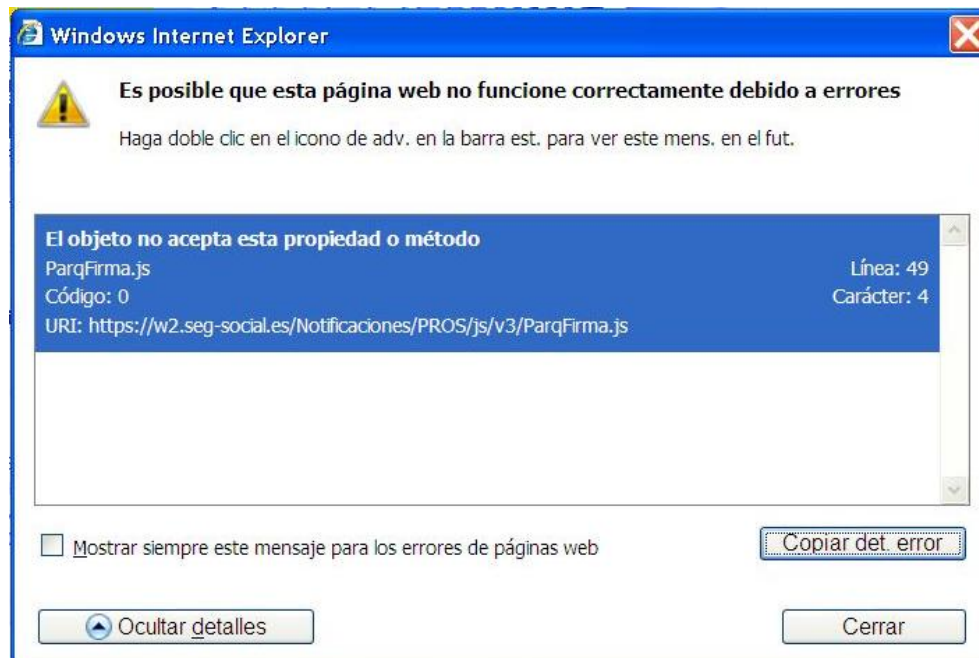 Windows Internet Explorer
Es posible que esta página web no funcione correctamente debido a errores
Haga doble clic en el icono de adv. en la barra est. para ver este mens. en el fut.
El objeto no acepta esta propiedad o método
ParqFirma.js Línea: 49
Código: 0 Carácter: 4
URI: https://w2.seg-social.es/Notificaciones/PROS/js/v3/ParqFirma.js
Mostrar siempre este mensaje para los errores de páginas web
Copiar det. error
Ocultar detalles
Cerrar